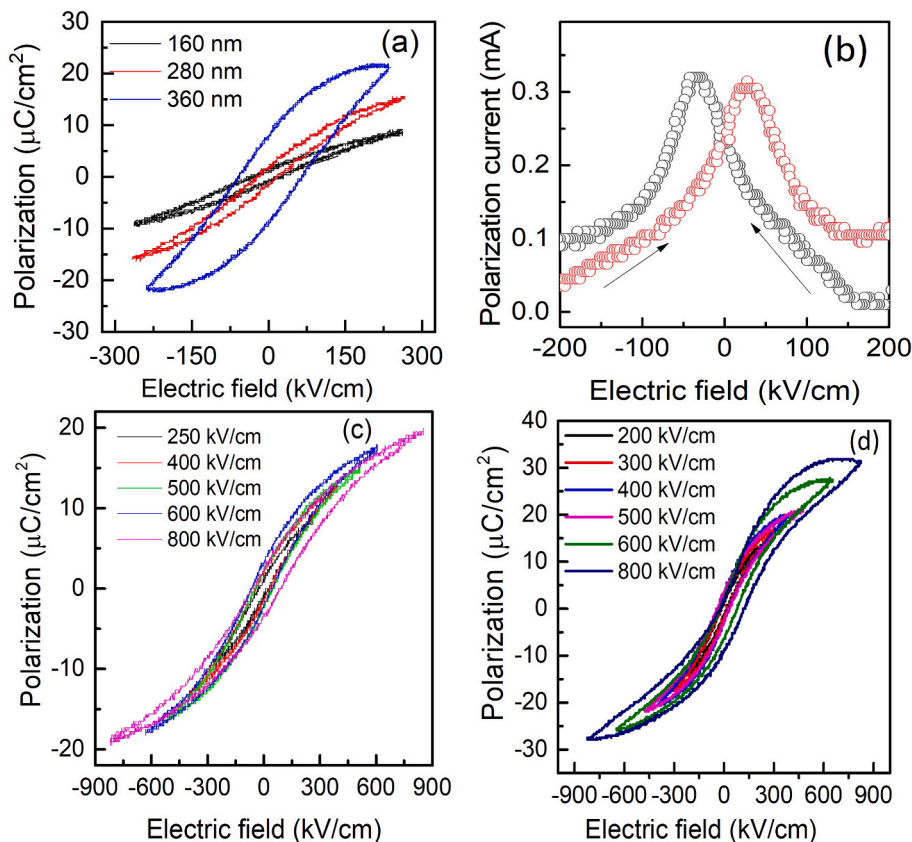 (a)
160 nm
280 nm
360 nm
Polarization (μC/cm²)
30
20
10
0
-10
-20
-30
-300 -150 0 150 300
Electric field (kV/cm)
(b)
Polarization current (mA)
0.3
0.2
0.1
0.0
-200 -100 0 100 200
Electric field (kV/cm)
(c)
250 kV/cm
400 kV/cm
500 kV/cm
600 kV/cm
800 kV/cm
Polarization (μC/cm²)
20
10
0
-10
-20
-900 -600 -300 0 300 600 900
Electric field (kV/cm)
(d)
200 kV/cm
300 kV/cm
400 kV/cm
500 kV/cm
600 kV/cm
800 kV/cm
Polarization (μC/cm²)
40
30
20
10
0
-10
-20
-30
-900 -600 -300 0 300 600 900
Electric field (kV/cm)